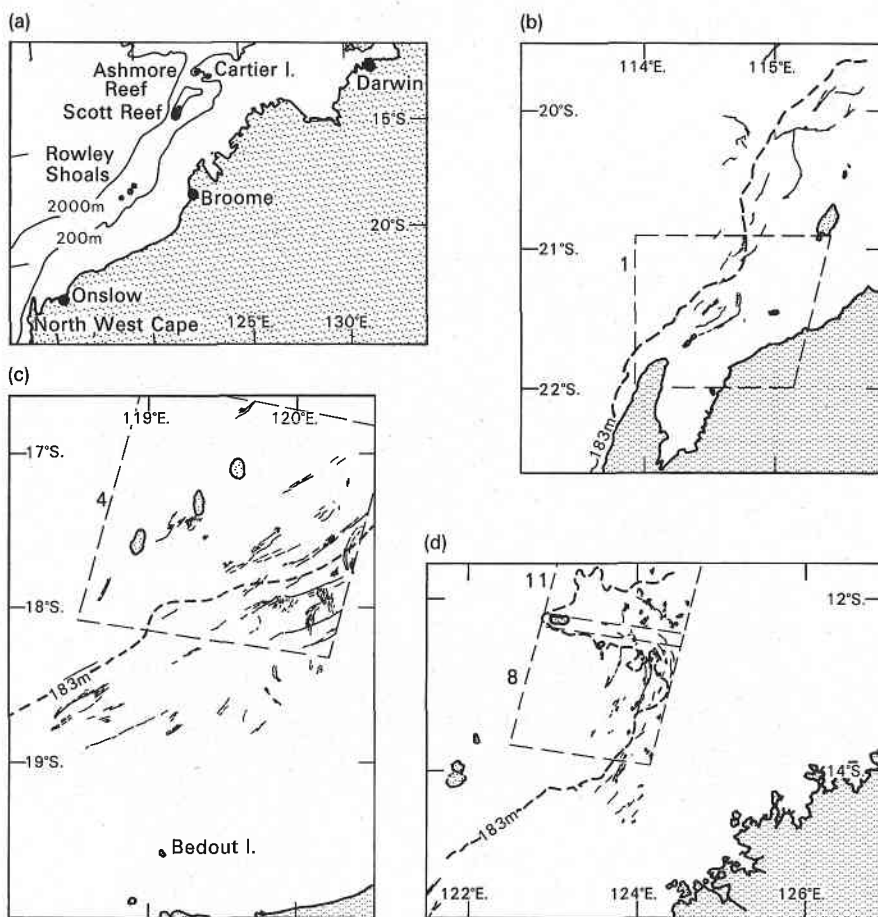 (a)
Ashmore
Reef
Cartier I.
Darwin
Scott Reef
15°S.
Rowley
Shoals
Broome
2000m
200m
20°S.
Onslow
North West Cape
125°E.
130°E.
(b)
114°E.
115°E.
20°S.
21°S.
1
22°S.
183m
(c)
119°E.
120°E.
17°S.
4
18°S.
183m
19°S.
Bedout I.
(d)
11
12°S.
8
14°S.
183m
122°E.
124°E.
126°E.